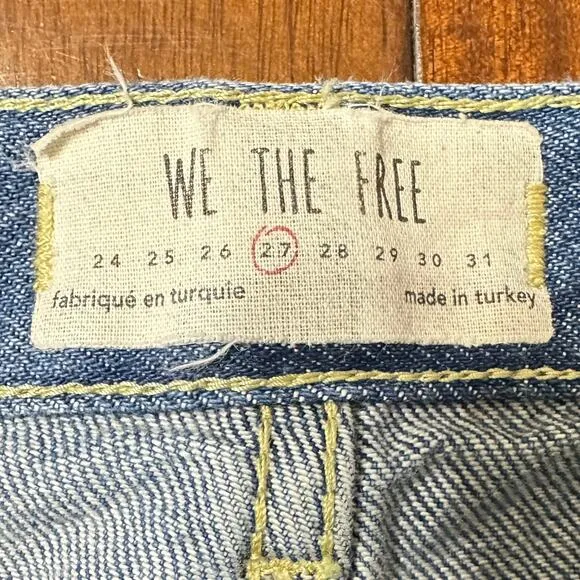 WE THE FREE
24 25 26 27 28 29 30 31
fabriqué en turquie made in turkey